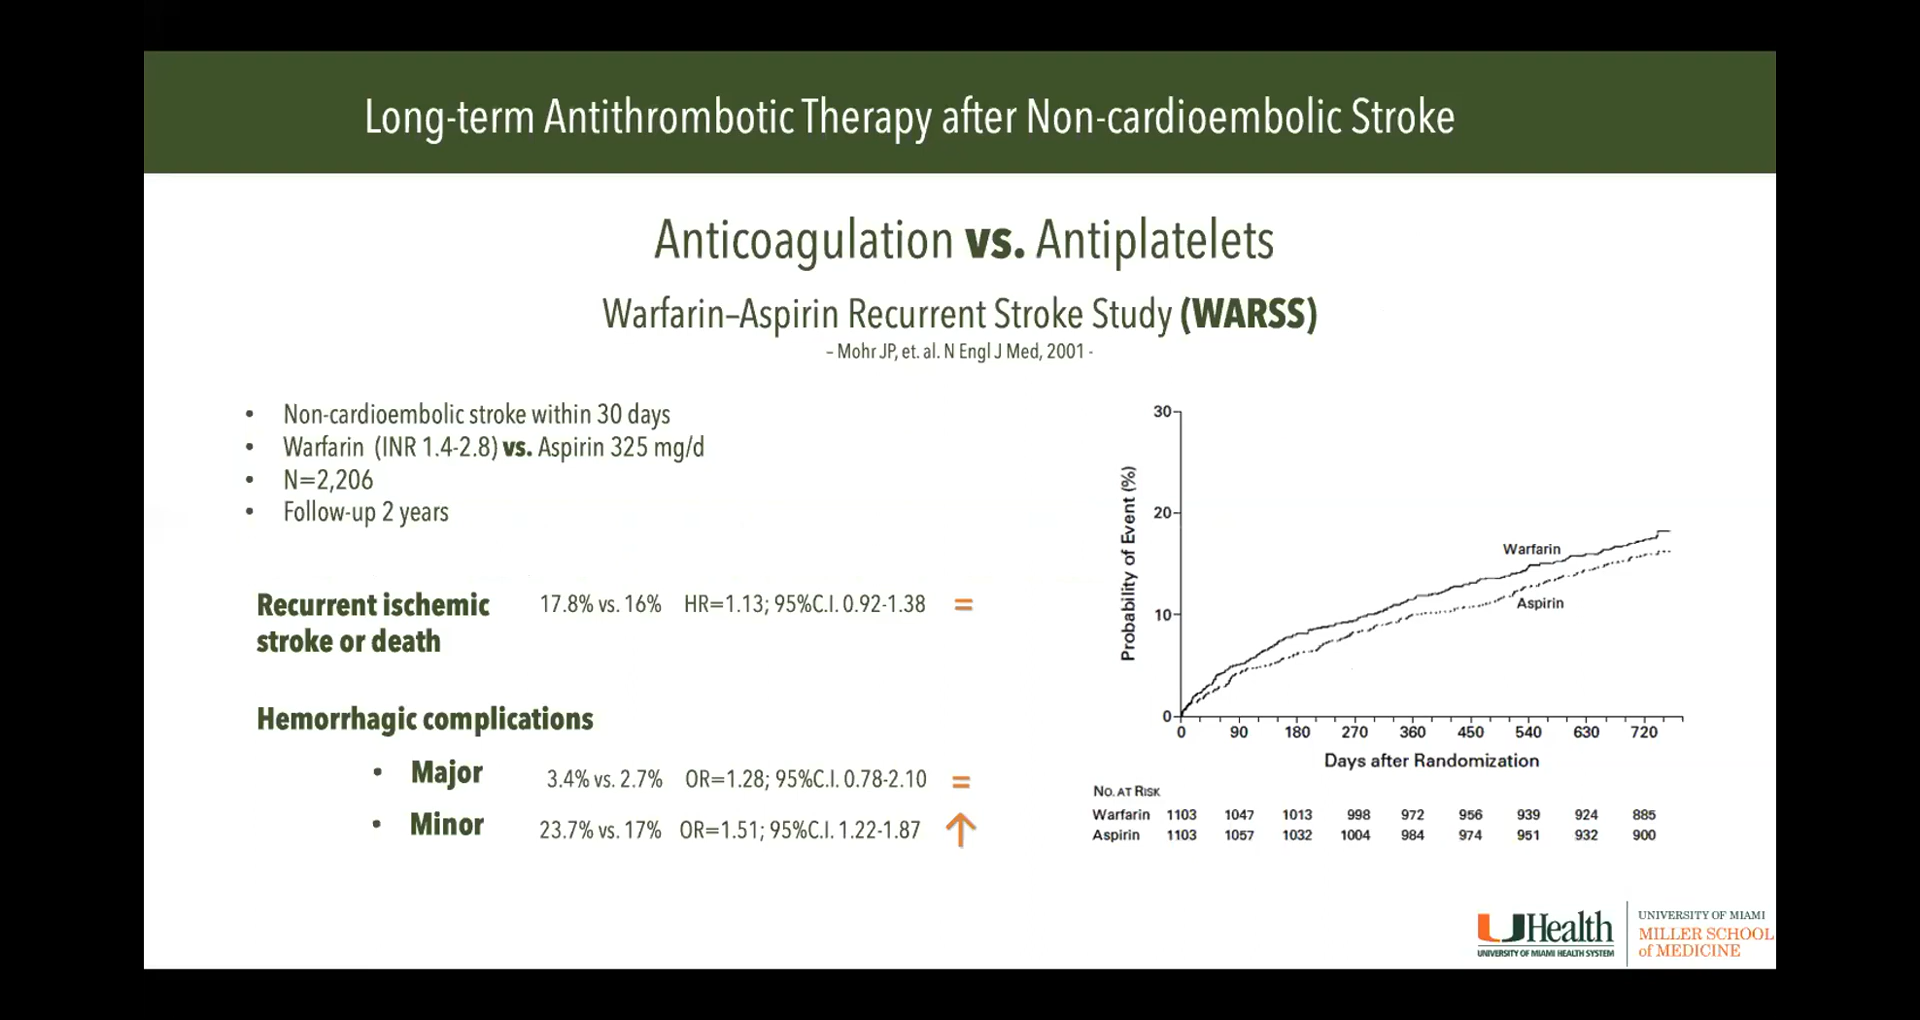 Long-term Antithrombotic Therapy after Non-cardioembolic Stroke
Anticoagulation vs. Antiplatelets
Warfarin–Aspirin Recurrent Stroke Study (WARSS)
– Mohr JP, et. al. N Engl J Med, 2001 -
• Non-cardioembolic stroke within 30 days
• Warfarin (INR 1.4-2.8) vs. Aspirin 325 mg/d
• N=2,206
• Follow-up 2 years
Recurrent ischemic 17.8% vs. 16% HR=1.13; 95%C.I. 0.92-1.38 =
stroke or death
Hemorrhagic complications
• Major 3.4% vs. 2.7% OR=1.28; 95%C.I. 0.78-2.10 =
• Minor 23.7% vs. 17% OR=1.51; 95%C.I. 1.22-1.87 ↑
30
20
10
0
Probability of Event (%)
Warfarin
Aspirin
0 90 180 270 360 450 540 630 720
Days after Randomization
No. at Risk
Warfarin 1103 1047 1013 998 972 956 939 924 885
Aspirin 1103 1057 1032 1004 984 974 951 932 900
UHealth
UNIVERSITY OF MIAMI HEALTH SYSTEM
UNIVERSITY OF MIAMI
MILLER SCHOOL
of MEDICINE